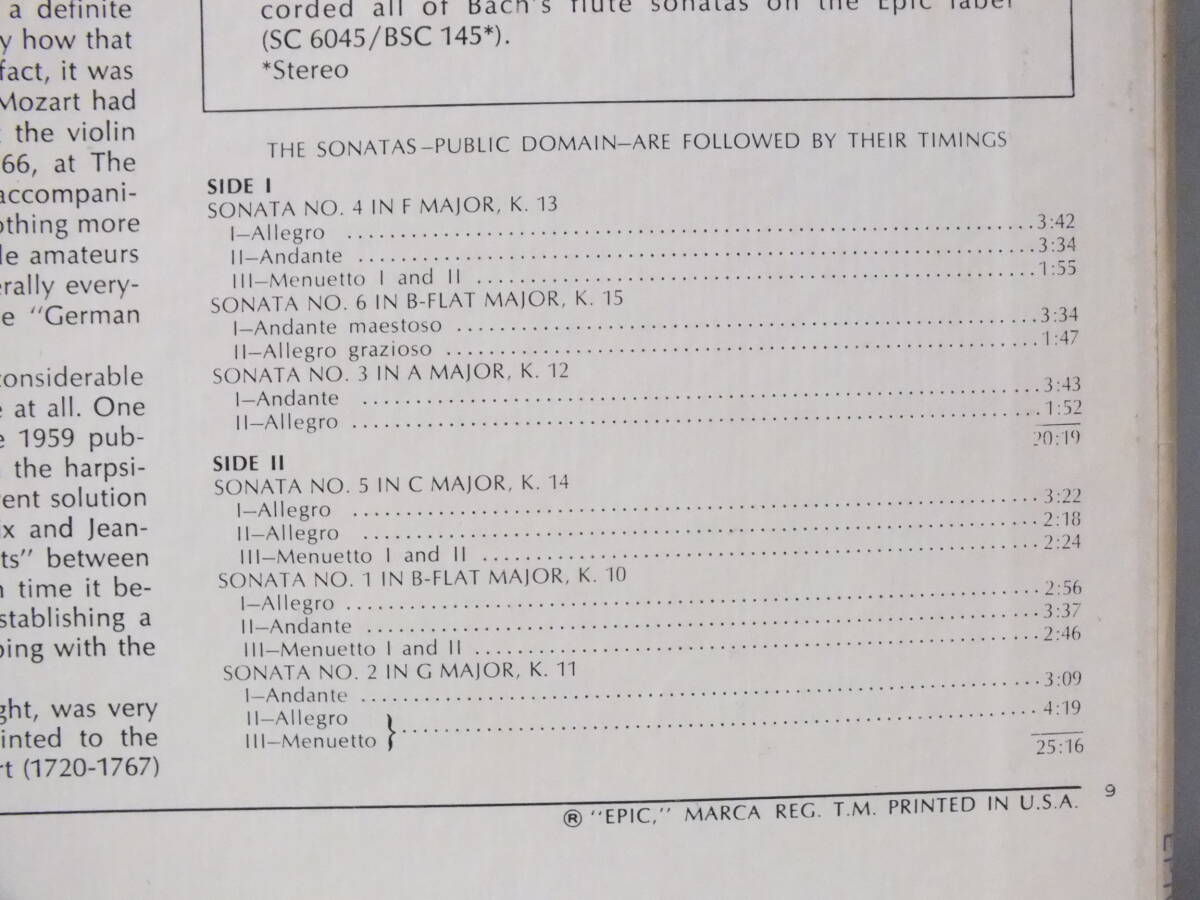 a definite
y how that
fact, it was
Mozart had
the violin
66, at The
accompani-
othing more
le amateurs
erally every-
e "German
considerable
e at all. One
e 1959 pub-
the harpsi-
rent solution
ix and Jean-
ts" between
n time it be-
stablishing a
ping with the
ght, was very
inted to the
rt (1720-1767)
corded all of Bach's flute sonatas on the Epic label
(SC 6045/BSC 145*).
*Stereo
THE SONATAS—PUBLIC DOMAIN—ARE FOLLOWED BY THEIR TIMINGS
SIDE I
SONATA NO. 4 IN F MAJOR, K. 13
I—Allegro 3:42
II—Andante 3:34
III—Menuetto I and II 1:55
SONATA NO. 6 IN B-FLAT MAJOR, K. 15
I—Andante maestoso 3:34
II—Allegro grazioso 1:47
SONATA NO. 3 IN A MAJOR, K. 12
I—Andante 3:43
II—Allegro 1:52
20:19
SIDE II
SONATA NO. 5 IN C MAJOR, K. 14
I—Allegro 3:22
II—Allegro 2:18
III—Menuetto I and II 2:24
SONATA NO. 1 IN B-FLAT MAJOR, K. 10
I—Allegro 2:56
II—Andante 3:37
III—Menuetto I and II 2:46
SONATA NO. 2 IN G MAJOR, K. 11
I—Andante 3:09
II—Allegro 4:19
III—Menuetto
25:16
® "EPIC," MARCA REG. T.M. PRINTED IN U.S.A. 9